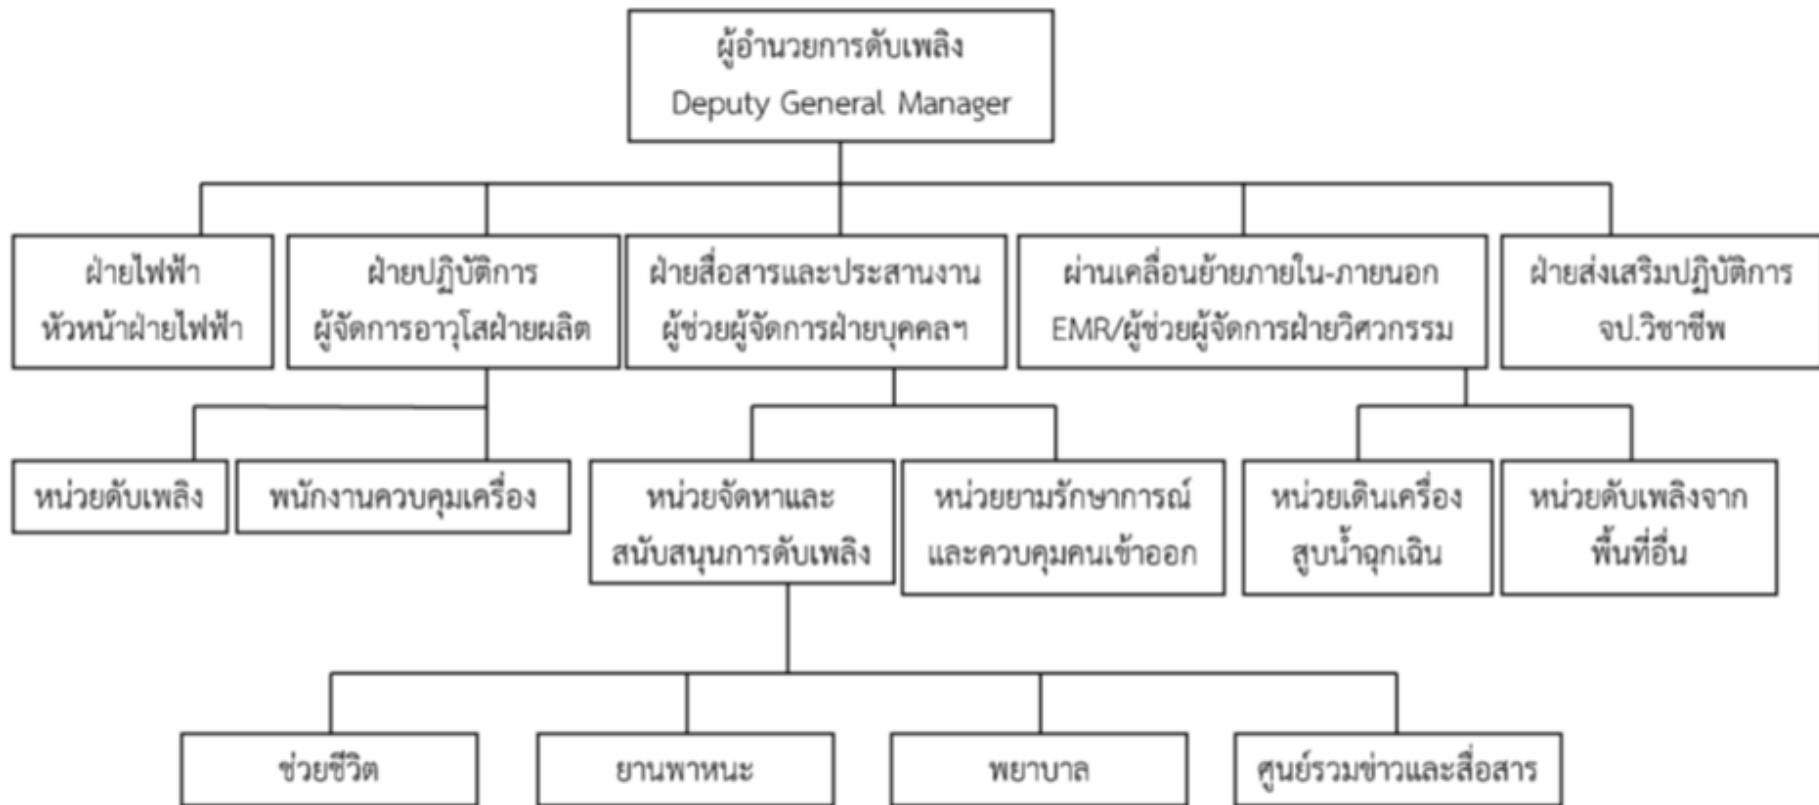 ผู้อำนวยการดับเพลิง
Deputy General Manager
ฝ่ายไฟฟ้า
หัวหน้าฝ่ายไฟฟ้า
ฝ่ายปฏิบัติการ
ผู้จัดการอาวุโสฝ่ายผลิต
ฝ่ายสื่อสารและประสานงาน
ผู้ช่วยผู้จัดการฝ่ายบุคคลฯ
ผ่านเคลื่อนย้ายภายใน-ภายนอก
EMR/ผู้ช่วยผู้จัดการฝ่ายวิศวกรรม
ฝ่ายส่งเสริมปฏิบัติการ
จป.วิชาชีพ
หน่วยดับเพลิง
พนักงานควบคุมเครื่อง
หน่วยจัดหาและ
สนับสนุนการดับเพลิง
หน่วยยามรักษาการณ์
และควบคุมคนเข้าออก
หน่วยเดินเครื่อง
สูบน้ำฉุกเฉิน
หน่วยดับเพลิงจาก
พื้นที่อื่น
ช่วยชีวิต
ยานพาหนะ
พยาบาล
ศูนย์รวมข่าวและสื่อสาร